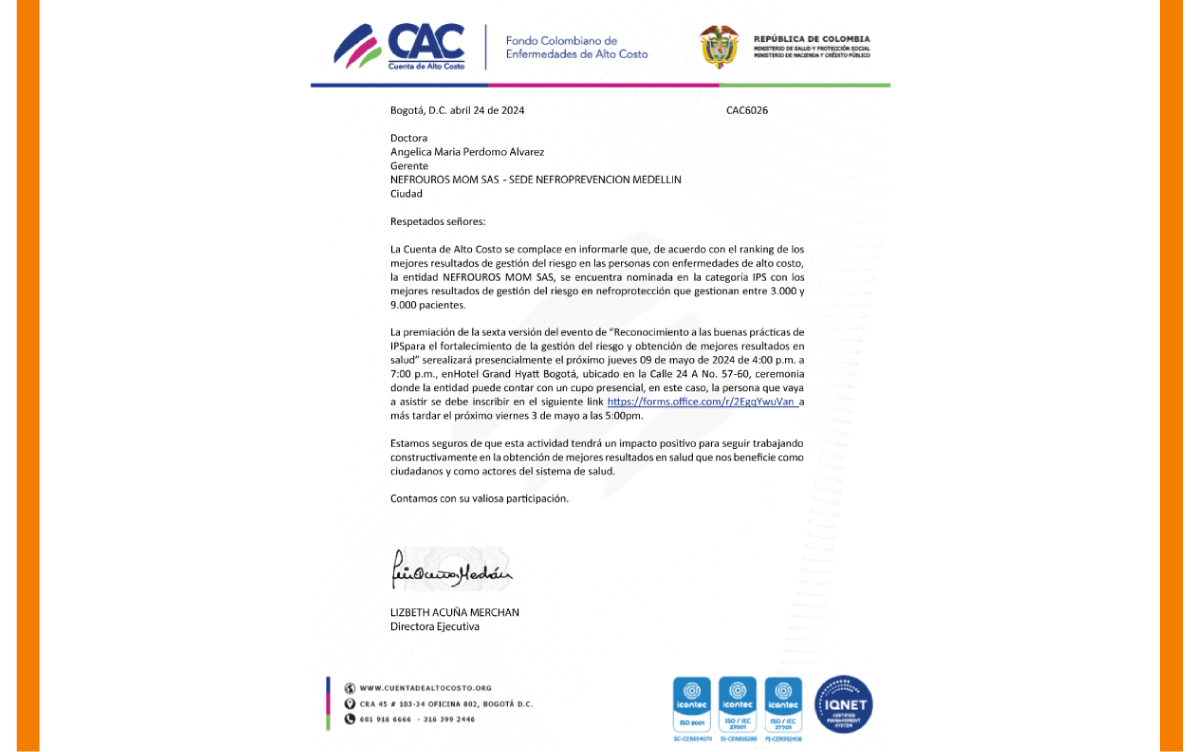 CAC
Cuenta de Alto Costo
Fondo Colombiano de
Enfermedades de Alto Costo
REPÚBLICA DE COLOMBIA
MINISTERIO DE SALUD Y PROTECCIÓN SOCIAL
MINISTERIO DE HACIENDA Y CRÉDITO PÚBLICO
Bogotá, D.C. abril 24 de 2024 CAC6026
Doctora
Angelica Maria Perdomo Alvarez
Gerente
NEFROUROS MOM SAS - SEDE NEFROPREVENCION MEDELLIN
Ciudad
Respetados señores:
La Cuenta de Alto Costo se complace en informarle que, de acuerdo con el ranking de los
mejores resultados de gestión del riesgo en las personas con enfermedades de alto costo,
la entidad NEFROUROS MOM SAS, se encuentra nominada en la categoría IPS con los
mejores resultados de gestión del riesgo en nefroprotección que gestionan entre 3.000 y
9.000 pacientes.
La premiación de la sexta versión del evento de “Reconocimiento a las buenas prácticas de
IPSpara el fortalecimiento de la gestión del riesgo y obtención de mejores resultados en
salud” serealizará presencialmente el próximo jueves 09 de mayo de 2024 de 4:00 p.m. a
7:00 p.m., enHotel Grand Hyatt Bogotá, ubicado en la Calle 24 A No. 57-60, ceremonia
donde la entidad puede contar con un cupo presencial, en este caso, la persona que vaya
a asistir se debe inscribir en el siguiente link https://forms.office.com/r/2EgqYwuVan a
más tardar el próximo viernes 3 de mayo a las 5:00pm.
Estamos seguros de que esta actividad tendrá un impacto positivo para seguir trabajando
constructivamente en la obtención de mejores resultados en salud que nos beneficie como
ciudadanos y como actores del sistema de salud.
Contamos con su valiosa participación.
LIZBETH ACUÑA MERCHAN
Directora Ejecutiva
WWW.CUENTADEALTOCOSTO.ORG
CRA 45 # 103-34 OFICINA 802, BOGOTÁ D.C.
601 916 6666 - 316 399 2446
icontec icontec icontec
ISO 9001 ISO / IEC 27001 ISO / IEC 27701
IQNET
CERTIFIED
MANAGEMENT
SYSTEM